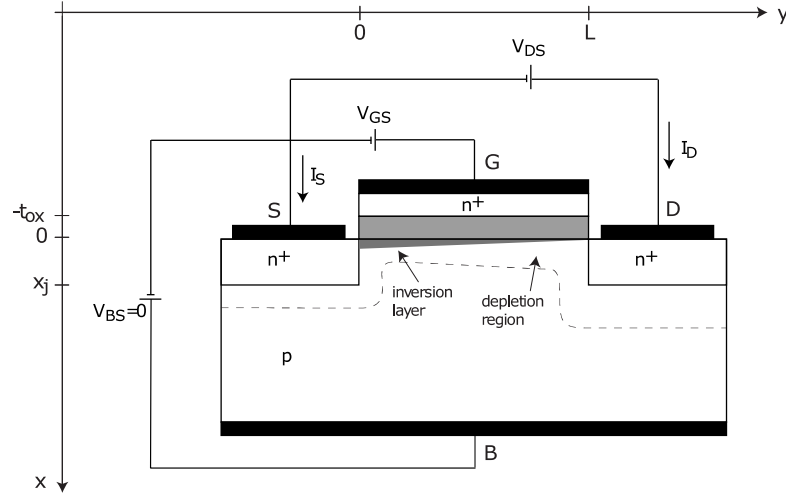 y
0
L
V_DS
V_GS
G
I_S
I_D
-t_ox
n+
S
D
0
n+
n+
x_j
inversion
layer
depletion
region
V_BS=0
p
B
x